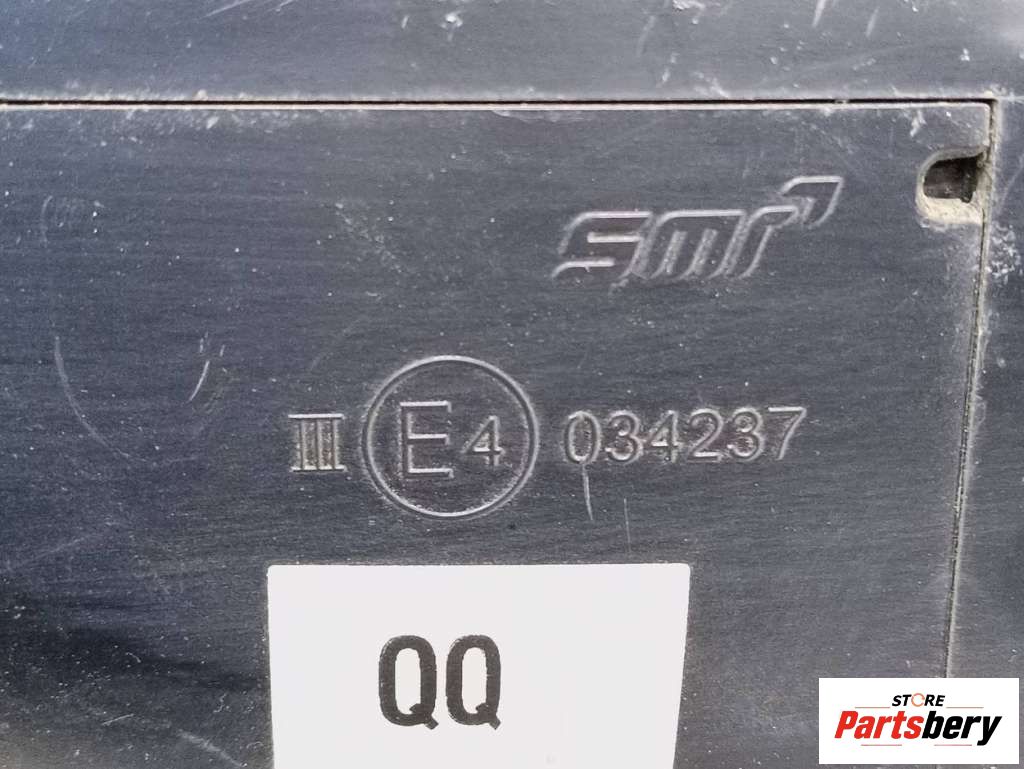 smr
III E4 034237
QQ
STORE
Partsbery